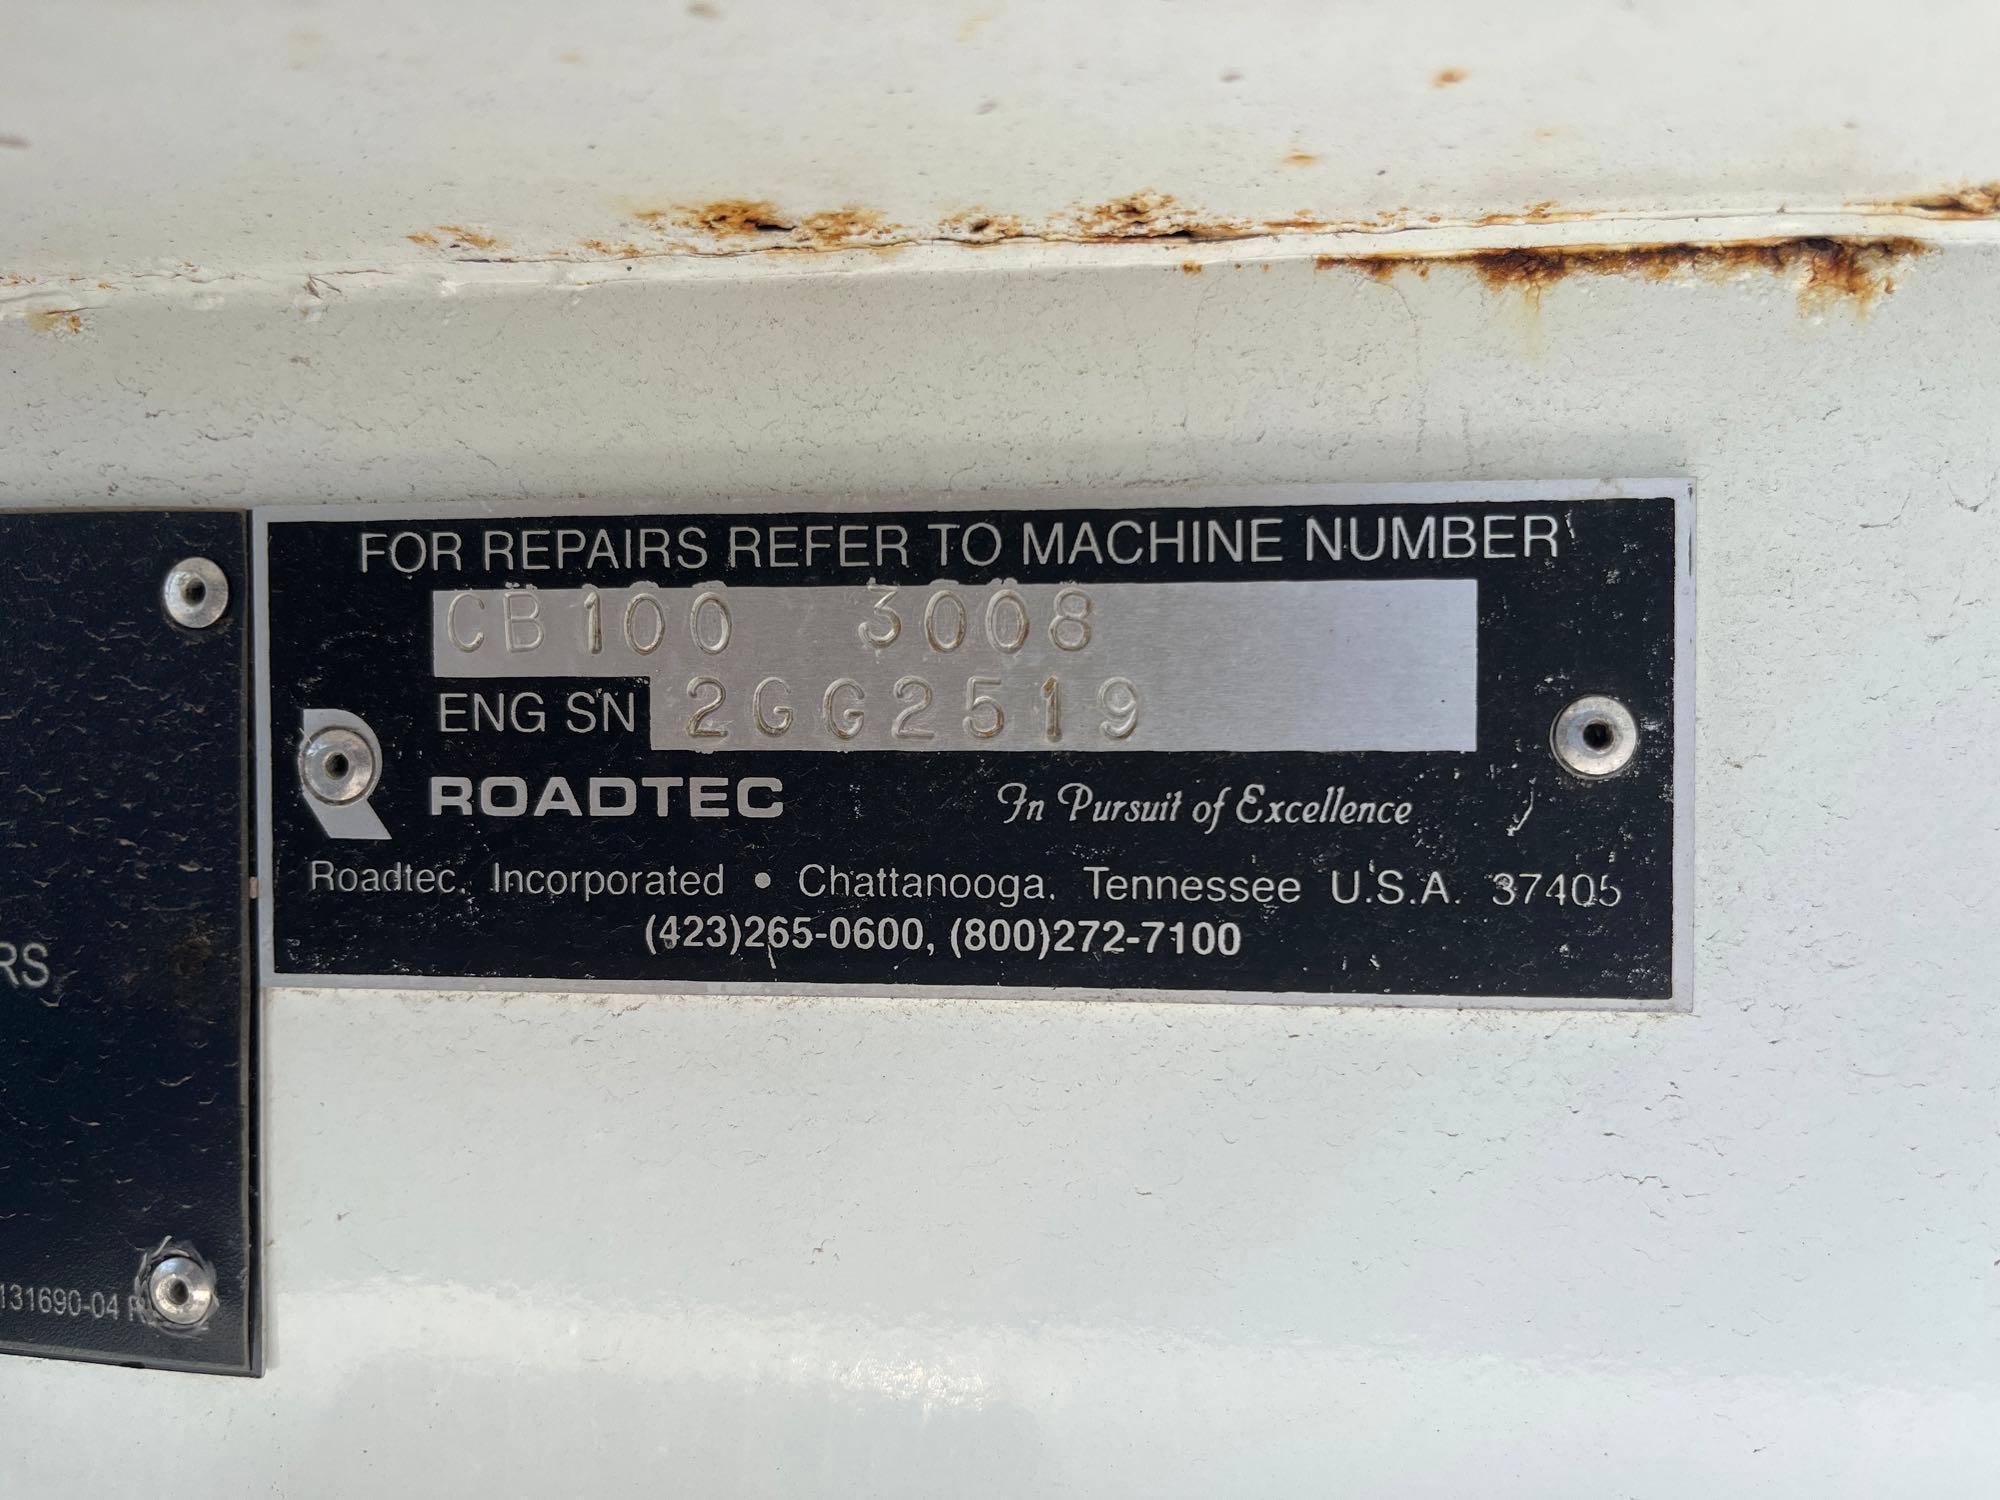 FOR REPAIRS REFER TO MACHINE NUMBER
CB100 3008
ENG SN 2GG2519
ROADTEC In Pursuit of Excellence
Roadtec, Incorporated • Chattanooga, Tennessee U.S.A. 37405
(423)265-0600, (800)272-7100
RS
131690-04